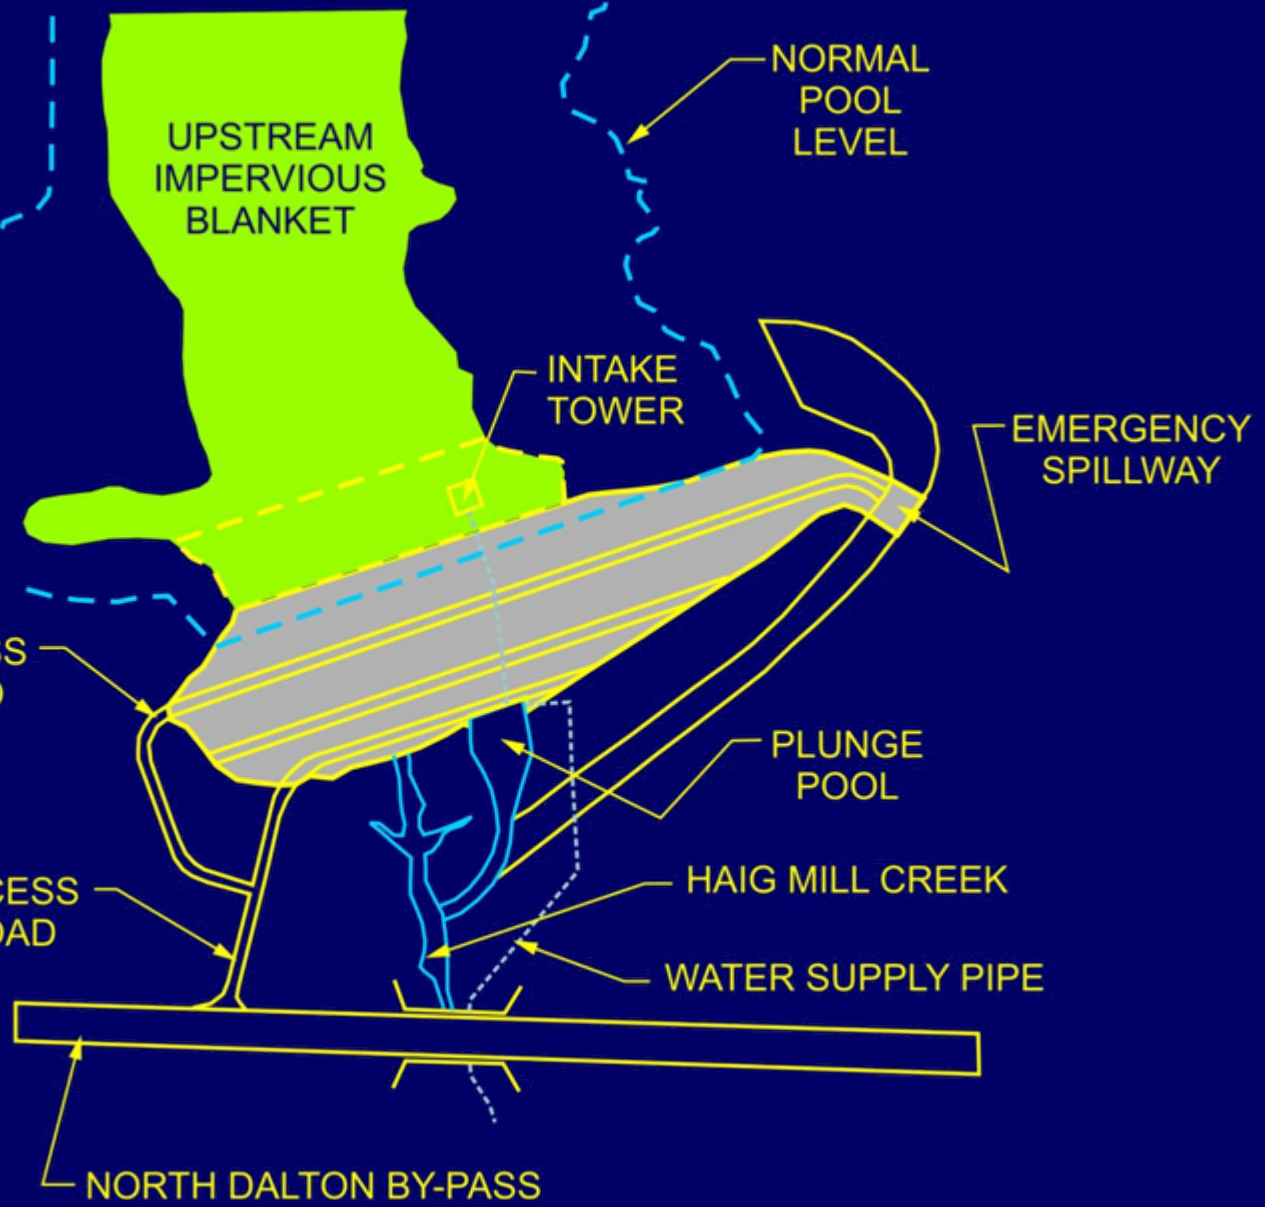 NORMAL
POOL
LEVEL
UPSTREAM
IMPERVIOUS
BLANKET
INTAKE
TOWER
EMERGENCY
SPILLWAY
PLUNGE
POOL
HAIG MILL CREEK
WATER SUPPLY PIPE
NORTH DALTON BY-PASS